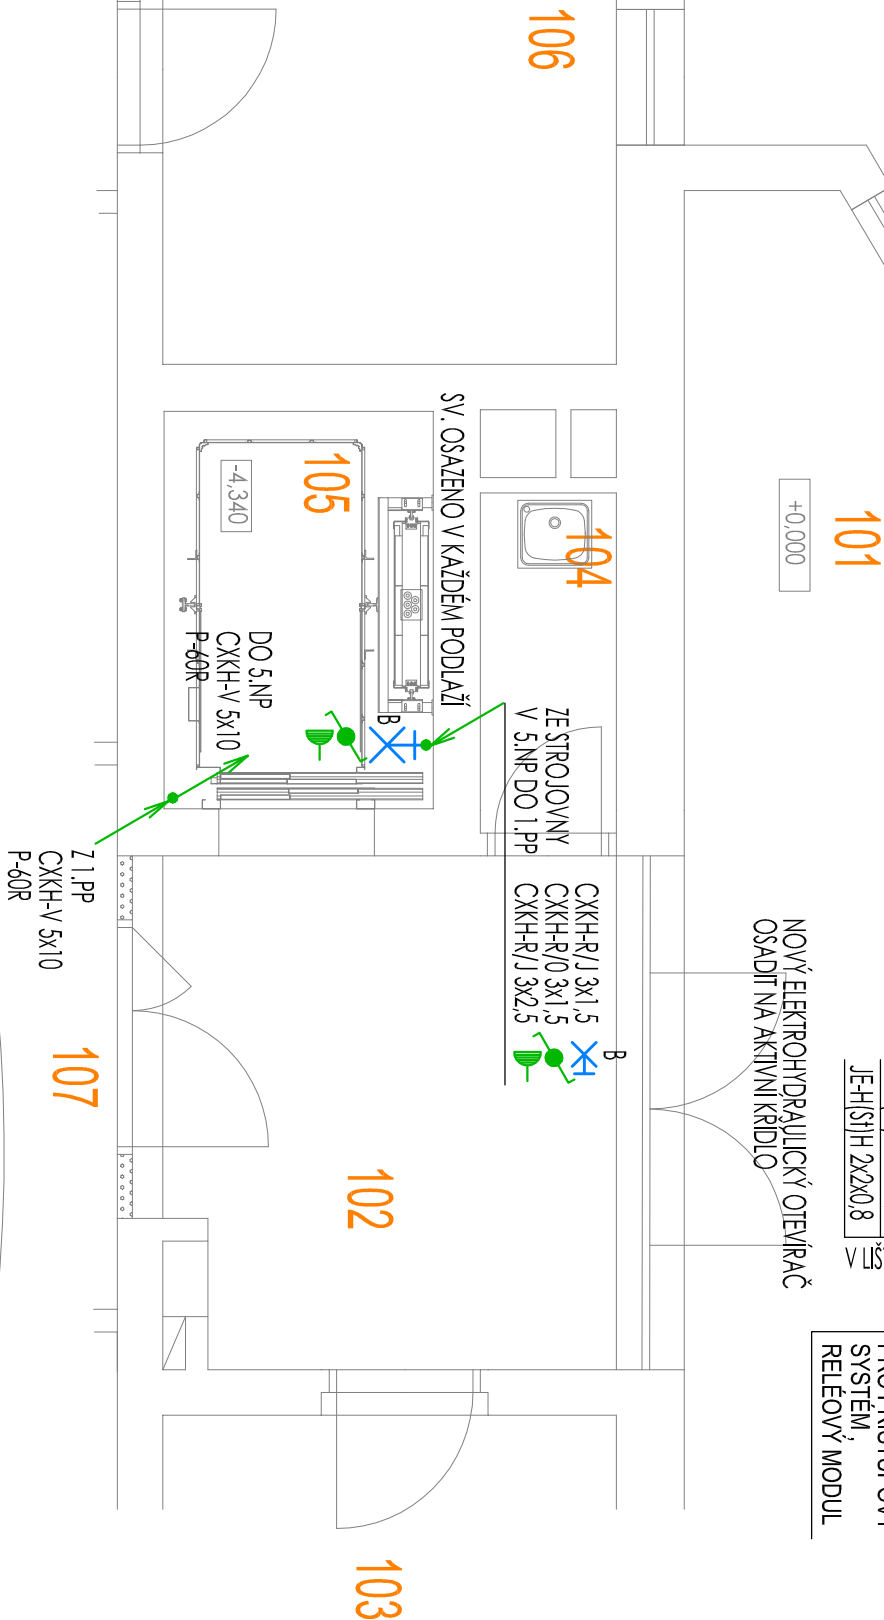 106
101
+0,000
105
-4,340
104
SV. OSAZENO V KAŽDÉM PODLAŽÍ
DO 5.NP
CXKH-V 5x10
P-60R
B
ZE STROJOVNY
V 5.NP DO 1.PP
CXKH-R/J 3x1,5
CXKH-R/O 3x1,5
CXKH-R/J 3x2,5
B
Z 1.PP
CXKH-V 5x10
P-60R
NOVÝ ELEKTROHYDRAULICKÝ OTEVÍRAČ
OSADIT NA AKTIVNÍ KŘÍDLO
JE-H(St)H 2x2x0,8
107
102
SYSTÉM,
RELÉOVÝ MODUL
103